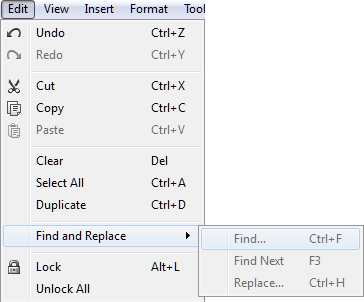 Edit View Insert Format Tool
Undo Ctrl+Z
Redo Ctrl+Y
Cut Ctrl+X
Copy Ctrl+C
Paste Ctrl+V
Clear Del
Select All Ctrl+A
Duplicate Ctrl+D
Find and Replace
Find... Ctrl+F
Find Next F3
Replace... Ctrl+H
Lock Alt+L
Unlock All